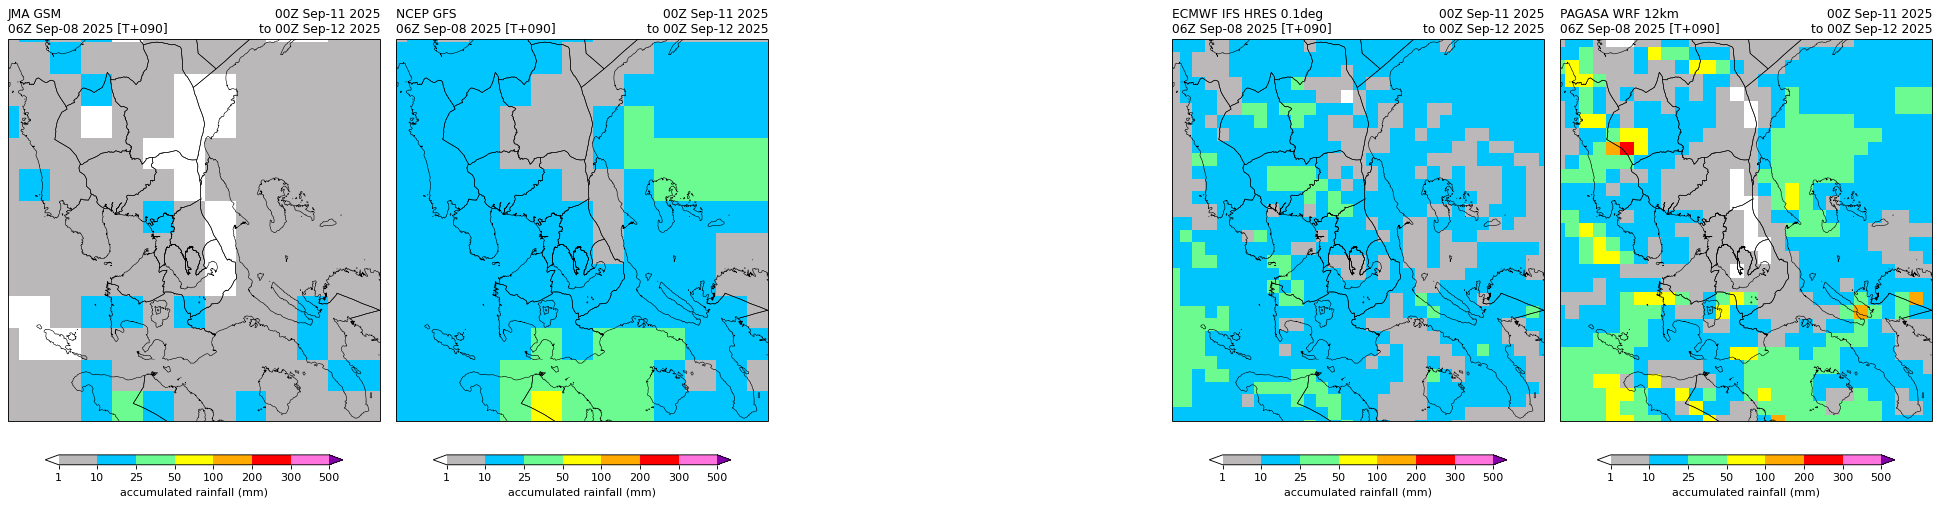 JMA GSM 00Z Sep-11 2025
06Z Sep-08 2025 [T+090] to 00Z Sep-12 2025
NCEP GFS 00Z Sep-11 2025
06Z Sep-08 2025 [T+090] to 00Z Sep-12 2025
ECMWF IFS HRES 0.1deg 00Z Sep-11 2025
06Z Sep-08 2025 [T+090] to 00Z Sep-12 2025
PAGASA WRF 12km 00Z Sep-11 2025
06Z Sep-08 2025 [T+090] to 00Z Sep-12 2025
1 10 25 50 100 200 300 500
accumulated rainfall (mm)
1 10 25 50 100 200 300 500
accumulated rainfall (mm)
1 10 25 50 100 200 300 500
accumulated rainfall (mm)
1 10 25 50 100 200 300 500
accumulated rainfall (mm)